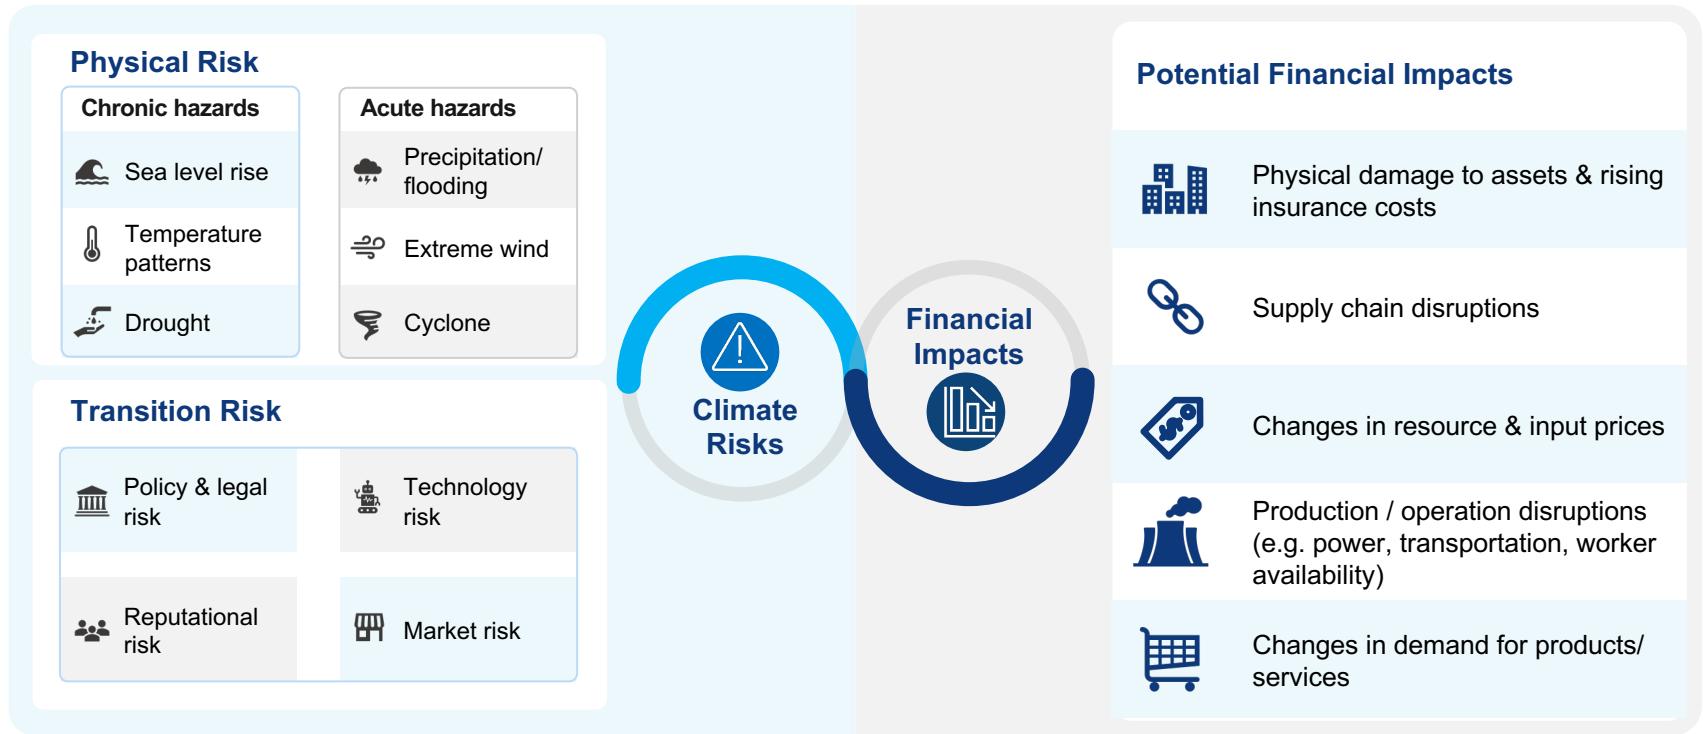 Physical Risk
Chronic hazards
Sea level rise
Temperature
patterns
Drought
Acute hazards
Precipitation/
flooding
Extreme wind
Cyclone
Transition Risk
Policy & legal
risk
Technology
risk
Reputational
risk
Market risk
Climate
Risks
Financial
Impacts
Potential Financial Impacts
Physical damage to assets & rising
insurance costs
Supply chain disruptions
Changes in resource & input prices
Production / operation disruptions
(e.g. power, transportation, worker
availability)
Changes in demand for products/
services